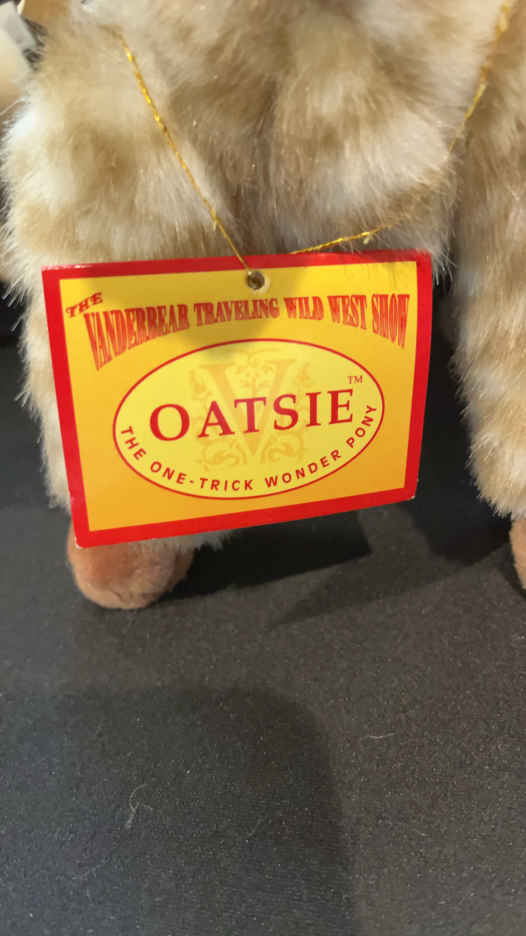 THE
VANDERBEAR TRAVELING WILD WEST SHOW
OATSIE™
THE ONE-TRICK WONDER PONY